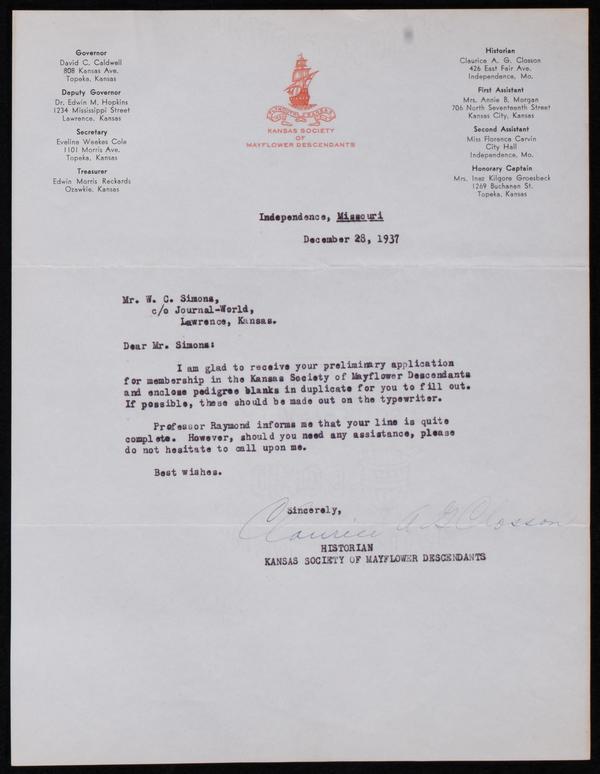 Governor
David C. Caldwell
808 Kansas Ave.
Topeka, Kansas
Deputy Governor
Dr. Edwin M. Hopkins
1234 Mississippi Street
Lawrence, Kansas
Secretary
Eveline Weekes Cole
1101 Morris Ave.
Topeka, Kansas
Treasurer
Edwin Morris Reckards
Ozawkie, Kansas
KANSAS SOCIETY
OF
MAYFLOWER DESCENDANTS
Historian
Claurice A. G. Closson
426 East Fair Ave.
Independence, Mo.
First Assistant
Mrs. Annie B. Morgan
706 North Seventeenth Street
Kansas City, Kansas
Second Assistant
Miss Florence Carvin
City Hall
Independence, Mo.
Honorary Captain
Mrs. Inez Kilgore Groesbeck
1269 Buchanan St.
Topeka, Kansas
Independence, Missouri
December 28, 1937
Mr. W. C. Simons,
c/o Journal-World,
Lawrence, Kansas.
Dear Mr. Simons:
I am glad to receive your preliminary application
for membership in the Kansas Society of Mayflower Descendants
and enclose pedigree blanks in duplicate for you to fill out.
If possible, these should be made out on the typewriter.
Professor Raymond informs me that your line is quite
complete. However, should you need any assistance, please
do not hesitate to call upon me.
Best wishes.
Sincerely,
Claurice A G Closson
HISTORIAN
KANSAS SOCIETY OF MAYFLOWER DESCENDANTS